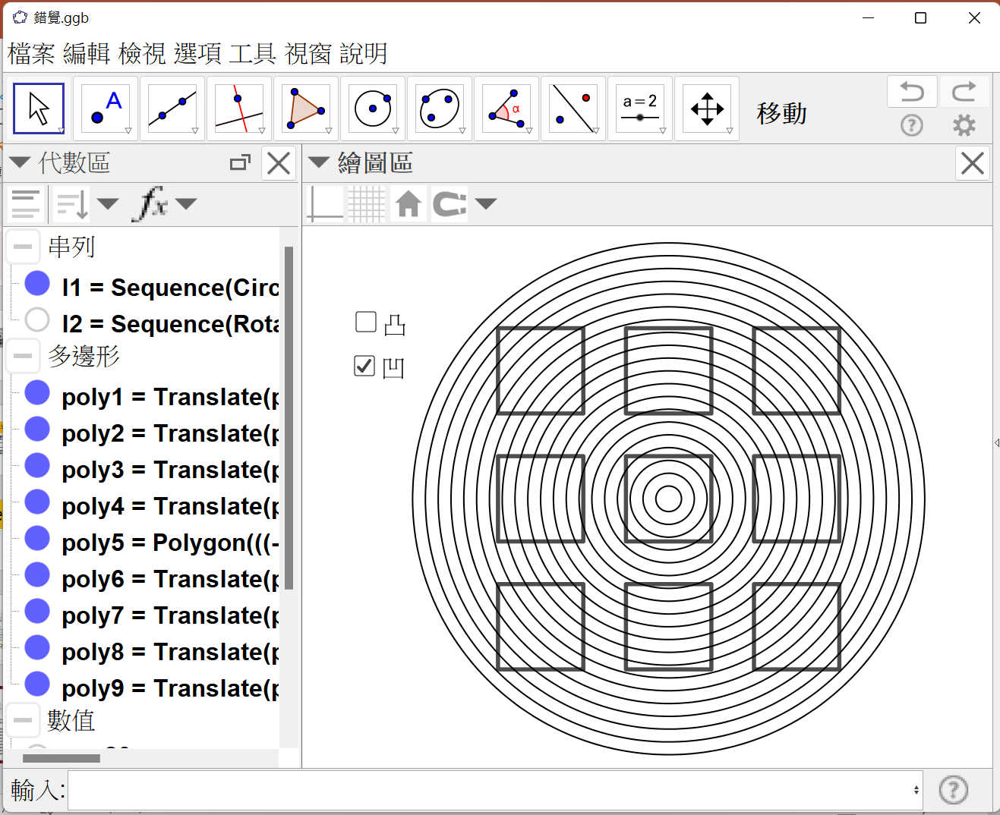 錯覺.ggb
檔案 編輯 檢視 選項 工具 視窗 說明
A
α
a=2
移動
代數區
繪圖區
fx
串列
l1 = Sequence(Circ
l2 = Sequence(Rota
多邊形
poly1 = Translate(p
poly2 = Translate(p
poly3 = Translate(p
poly4 = Translate(p
poly5 = Polygon(((-
poly6 = Translate(p
poly7 = Translate(p
poly8 = Translate(p
poly9 = Translate(p
數值
凸
凹
輸入: